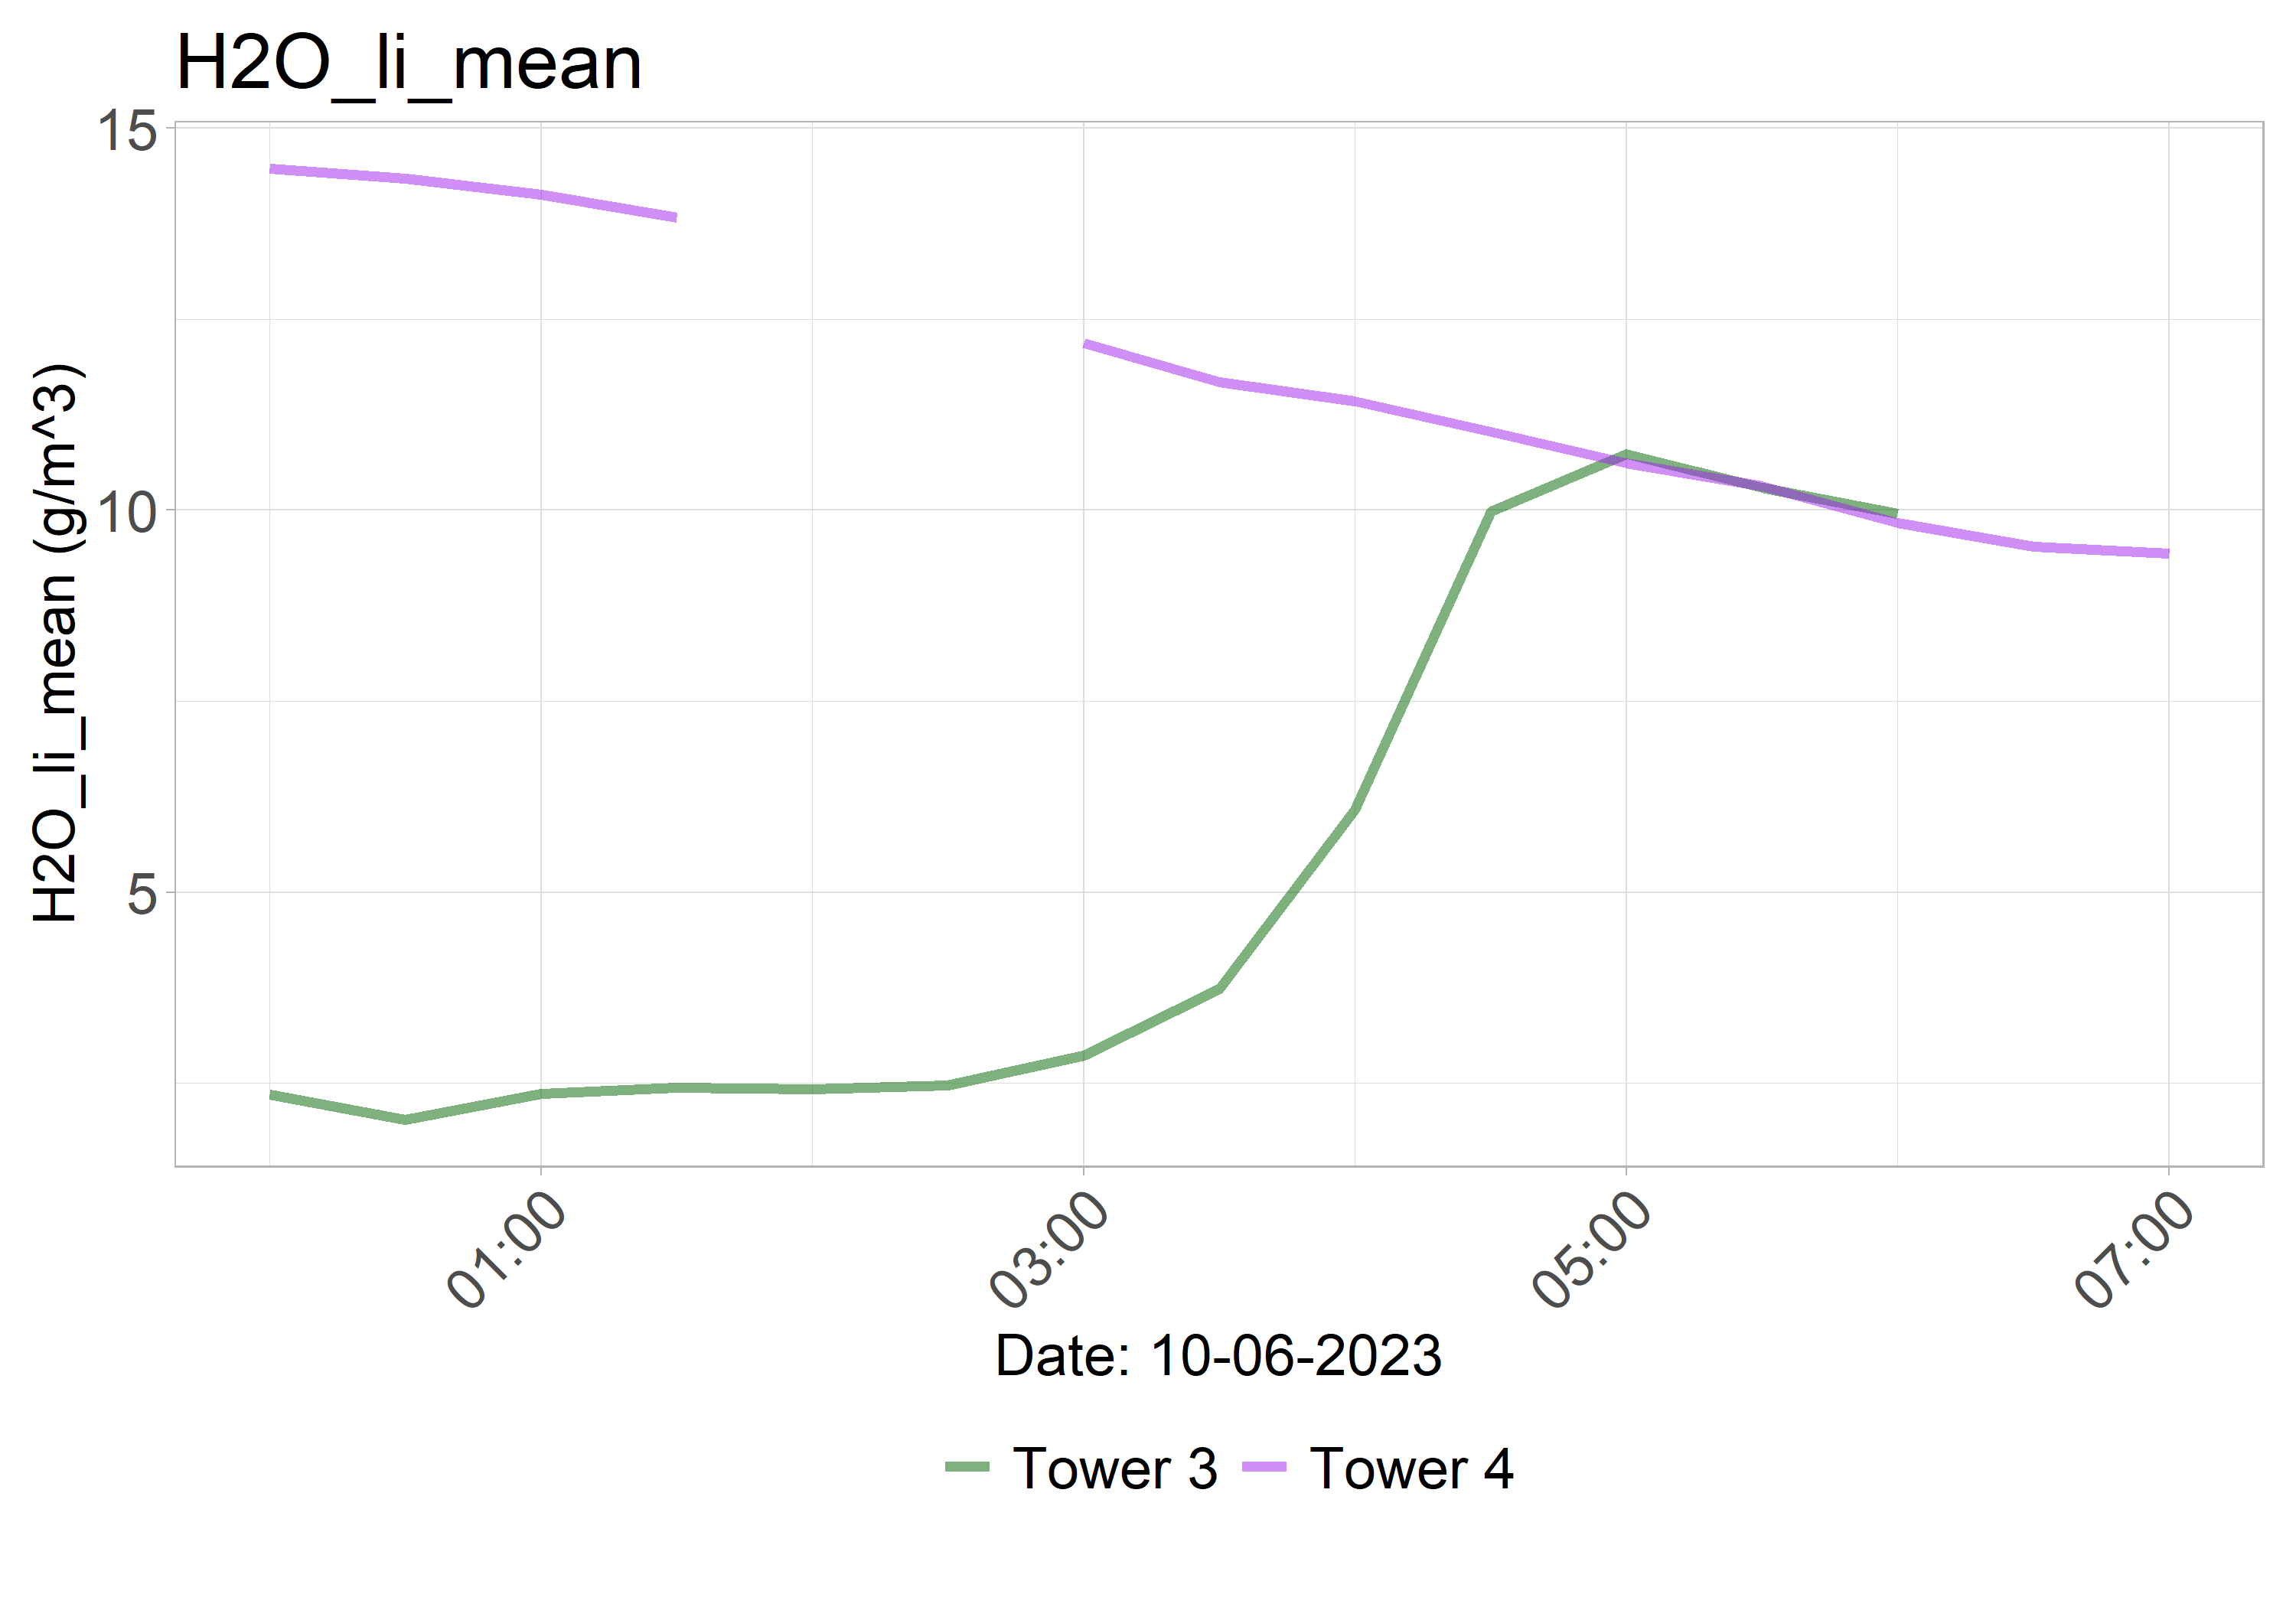 H2O_li_mean
15
10
5
H2O_li_mean (g/m^3)
01:00 03:00 05:00 07:00
Date: 10-06-2023
Tower 3 Tower 4